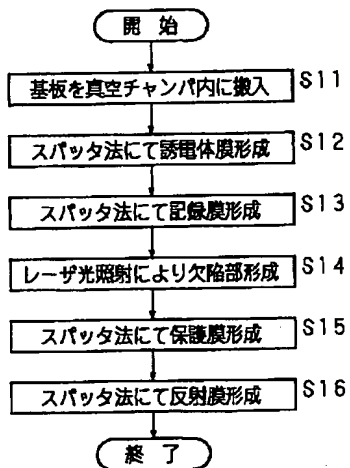 開始
基板を真空チャンバ内に搬入 S11
スパッタ法にて誘電体膜形成 S12
スパッタ法にて記録膜形成 S13
レーザ光照射により欠陥部形成 S14
スパッタ法にて保護膜形成 S15
スパッタ法にて反射膜形成 S16
終了